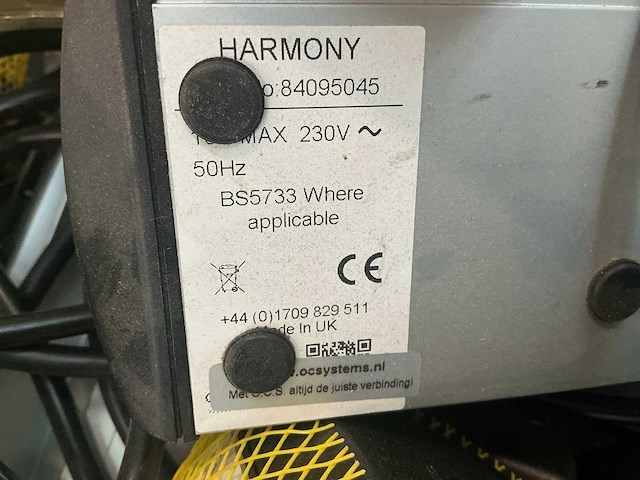 HARMONY
:84095045
MAX 230V ~
50Hz
BS5733 Where
applicable
CE
+44 (0)1709 829 511
Made In UK
.ocsystems.nl
Met O.C.S. altijd de juiste verbinding!